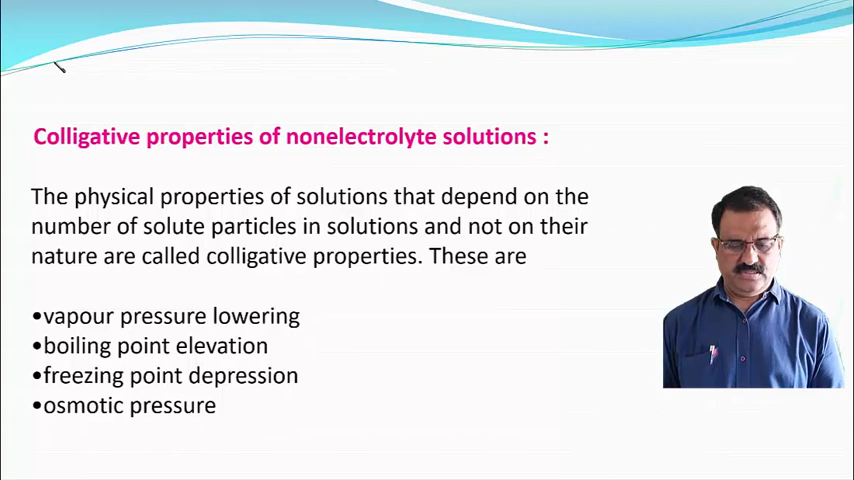 Colligative properties of nonelectrolyte solutions :
The physical properties of solutions that depend on the
number of solute particles in solutions and not on their
nature are called colligative properties. These are
•vapour pressure lowering
•boiling point elevation
•freezing point depression
•osmotic pressure